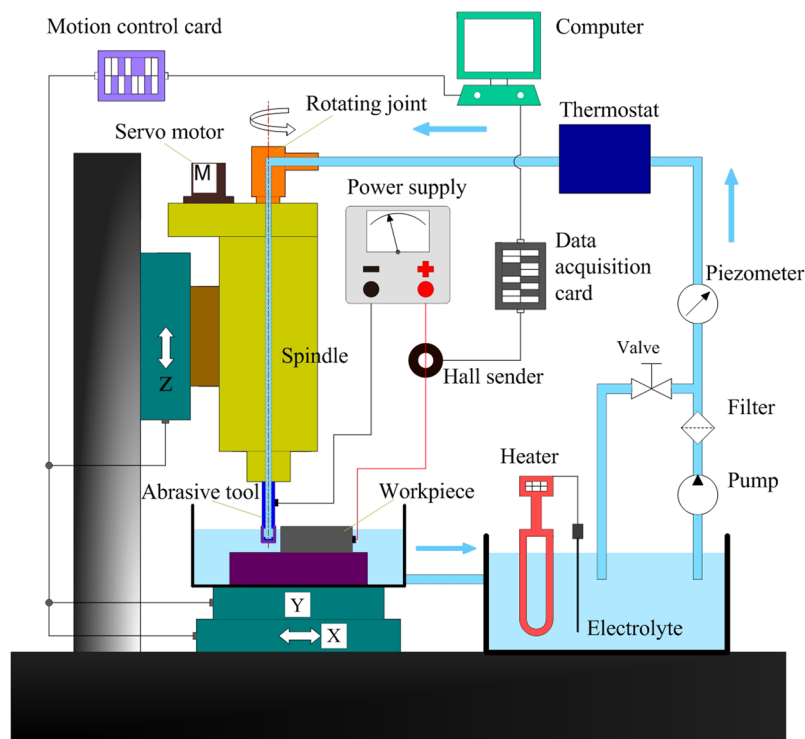 Motion control card
Computer
Rotating joint
Servo motor
M
Thermostat
Power supply
Data
acquisition
card
Piezometer
Spindle
Z
Hall sender
Valve
Filter
Heater
Pump
Abrasive tool
Workpiece
Y
X
Electrolyte